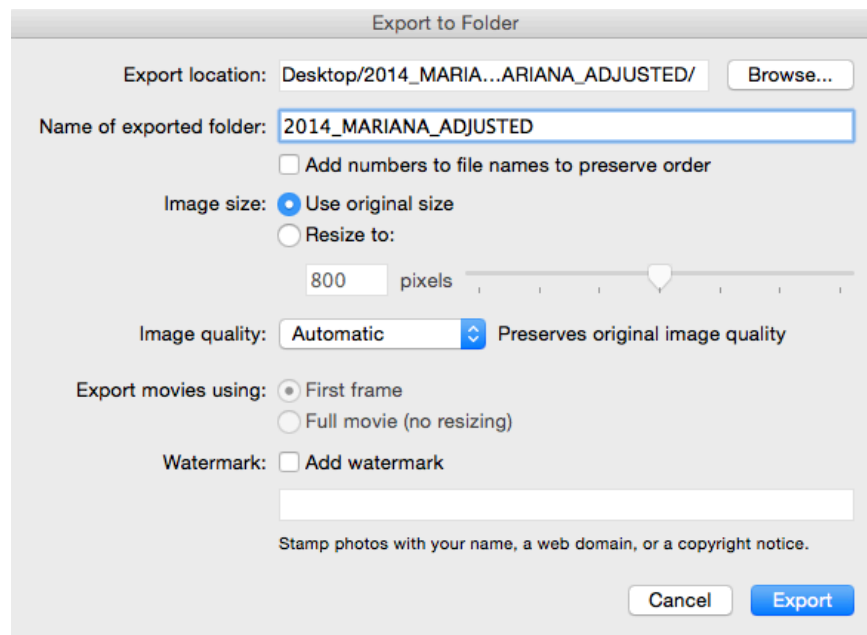 Export to Folder
Export location: Desktop/2014_MARIA...ARIANA_ADJUSTED/ Browse...
Name of exported folder: 2014_MARIANA_ADJUSTED
Add numbers to file names to preserve order
Image size: Use original size
Resize to:
800 pixels
Image quality: Automatic Preserves original image quality
Export movies using: First frame
Full movie (no resizing)
Watermark: Add watermark
Stamp photos with your name, a web domain, or a copyright notice.
Cancel Export